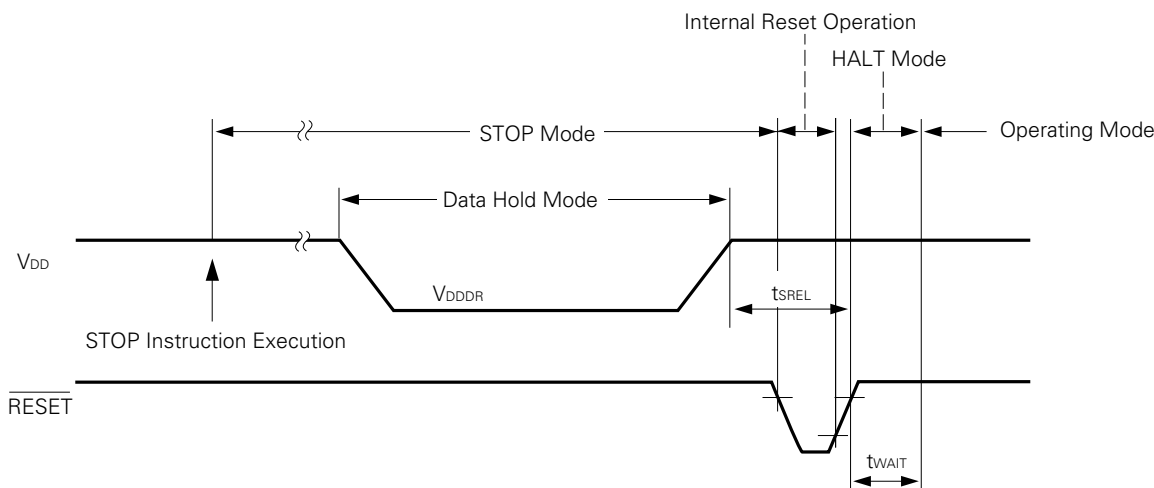 Internal Reset Operation
HALT Mode
STOP Mode
Operating Mode
Data Hold Mode
VDD
VDDDR
tSREL
STOP Instruction Execution
RESET
tWAIT